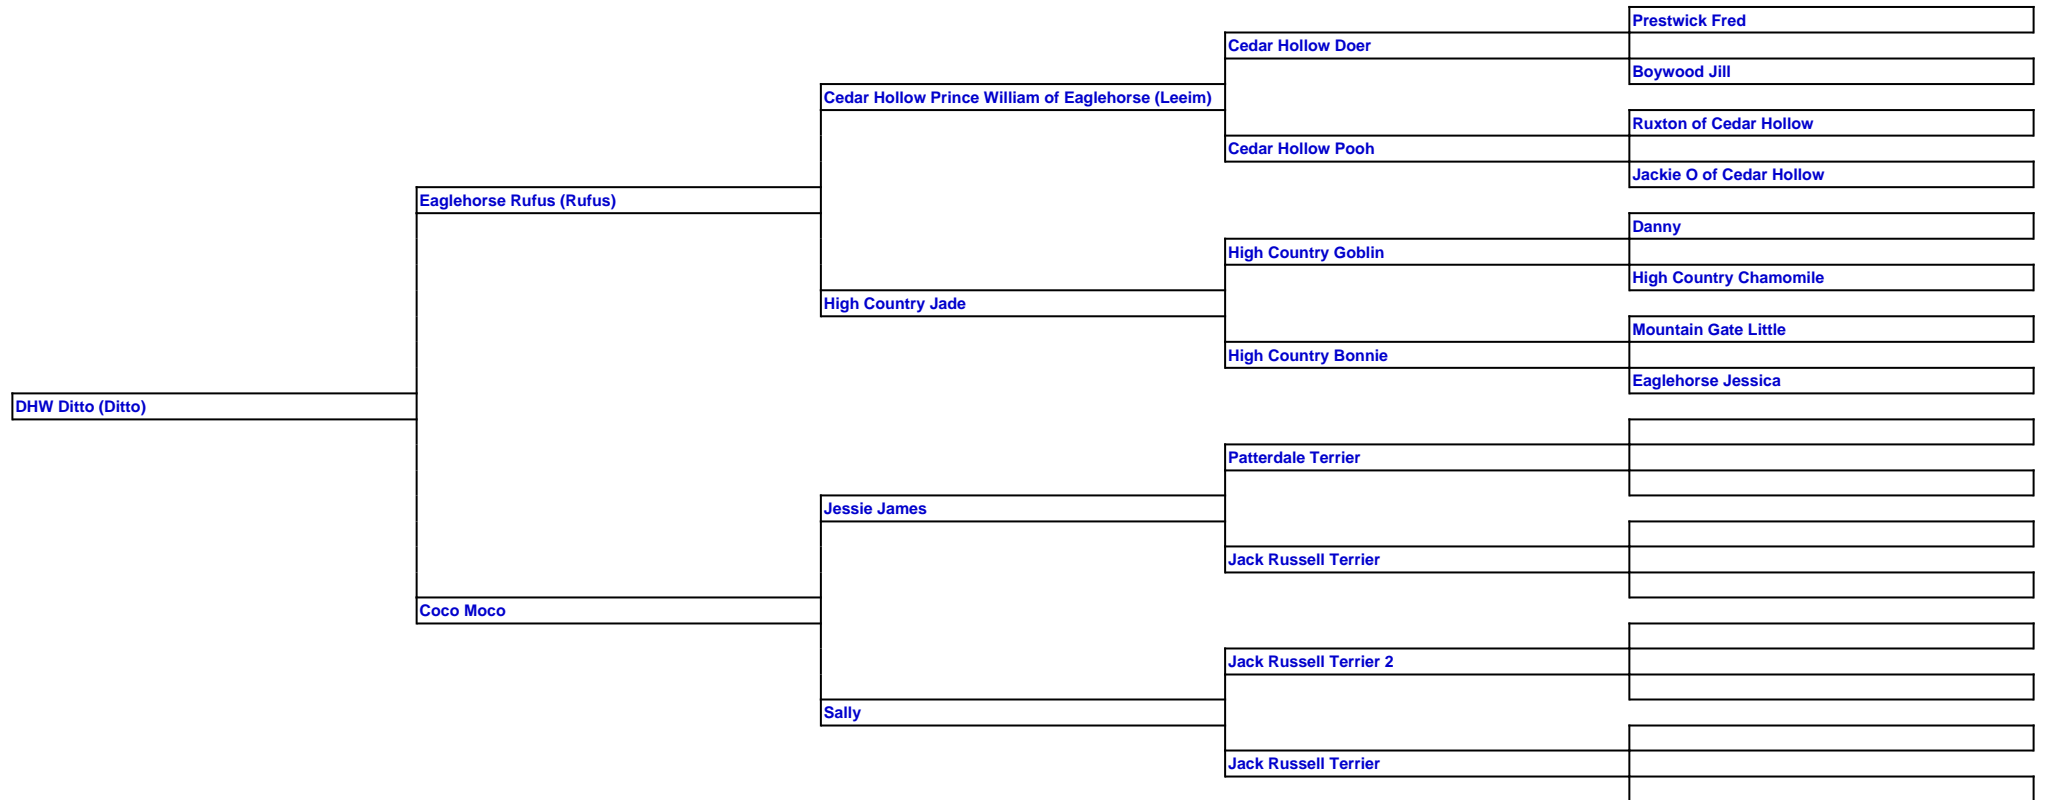 Prestwick Fred
Cedar Hollow Doer
Boywood Jill
Cedar Hollow Prince William of Eaglehorse (Leeim)
Ruxton of Cedar Hollow
Cedar Hollow Pooh
Jackie O of Cedar Hollow
Eaglehorse Rufus (Rufus)
Danny
High Country Goblin
High Country Chamomile
High Country Jade
Mountain Gate Little
High Country Bonnie
Eaglehorse Jessica
DHW Ditto (Ditto)
Patterdale Terrier
Jessie James
Jack Russell Terrier
Coco Moco
Jack Russell Terrier 2
Sally
Jack Russell Terrier